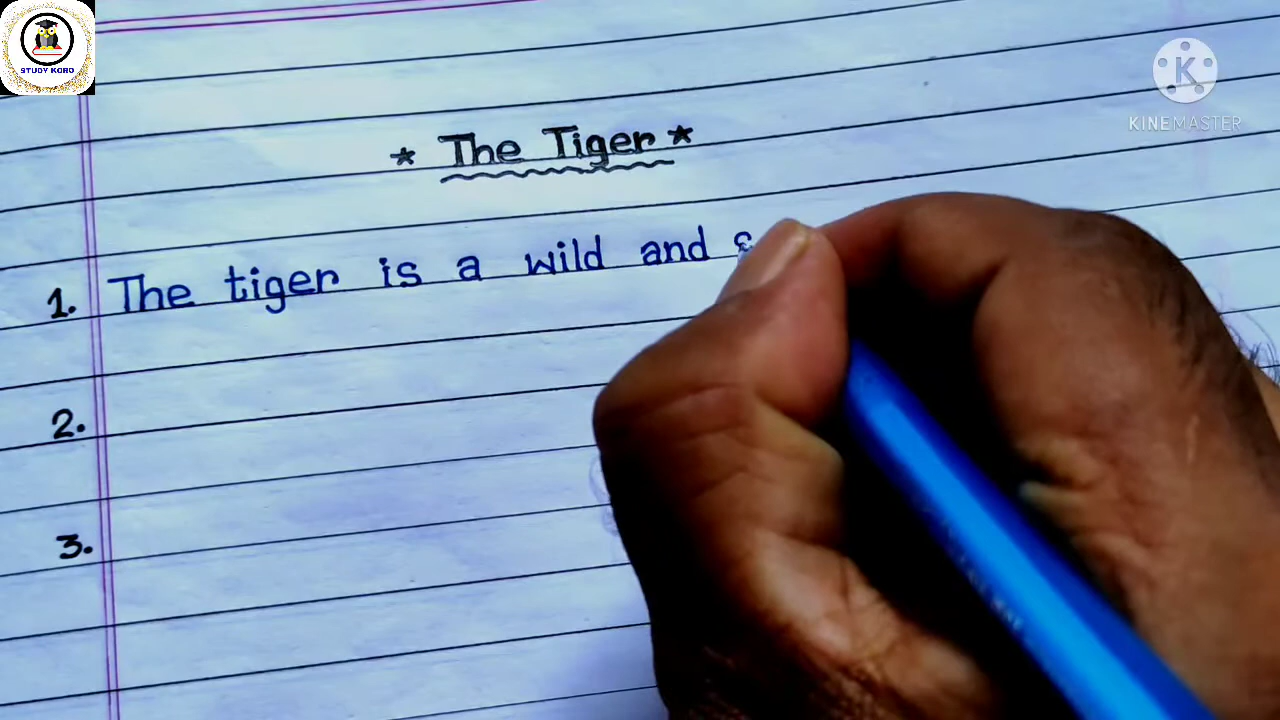 STUDY KORO
KINEMASTER
* The Tiger *
1. The tiger is a wild and
2.
3.